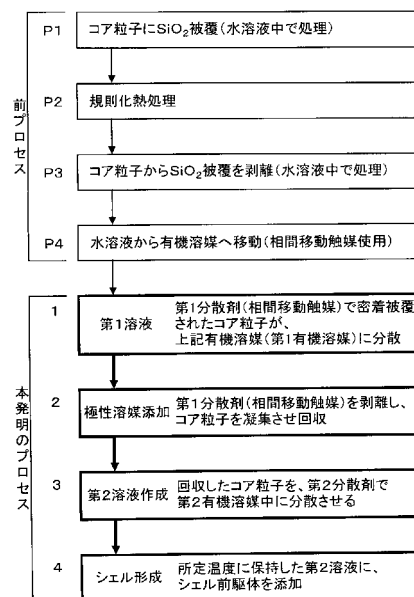 前プロセス
P1 コア粒子にSiO₂被覆(水溶液中で処理)
P2 規則化熱処理
P3 コア粒子からSiO₂被覆を剥離(水溶液中で処理)
P4 水溶液から有機溶媒へ移動(相間移動触媒使用)
本発明のプロセス
1 第1溶液 第1分散剤(相間移動触媒)で密着被覆
されたコア粒子が、
上記有機溶媒(第1有機溶媒)に分散
2 極性溶媒添加 第1分散剤(相間移動触媒)を剥離し、
コア粒子を凝集させ回収
3 第2溶液作成 回収したコア粒子を、第2分散剤で
第2有機溶媒中に分散させる
4 シェル形成 所定温度に保持した第2溶液に、
シェル前駆体を添加